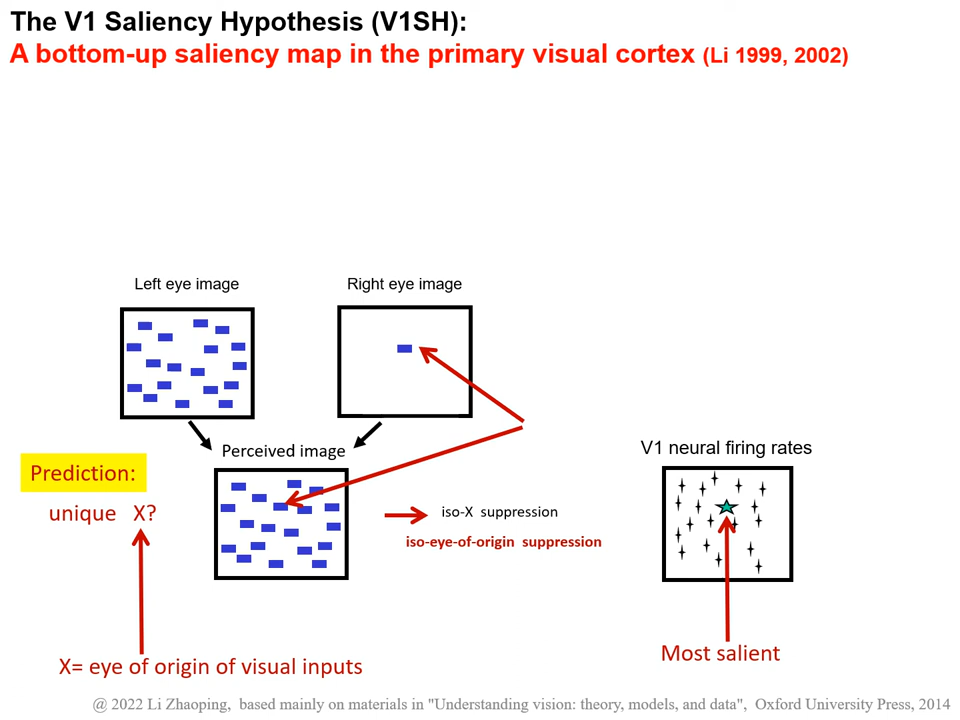 The V1 Saliency Hypothesis (V1SH):
A bottom-up saliency map in the primary visual cortex (Li 1999, 2002)
Left eye image
Right eye image
Perceived image
V1 neural firing rates
Prediction:
unique X?
iso-X suppression
iso-eye-of-origin suppression
X= eye of origin of visual inputs
Most salient
@ 2022 Li Zhaoping, based mainly on materials in "Understanding vision: theory, models, and data", Oxford University Press, 2014